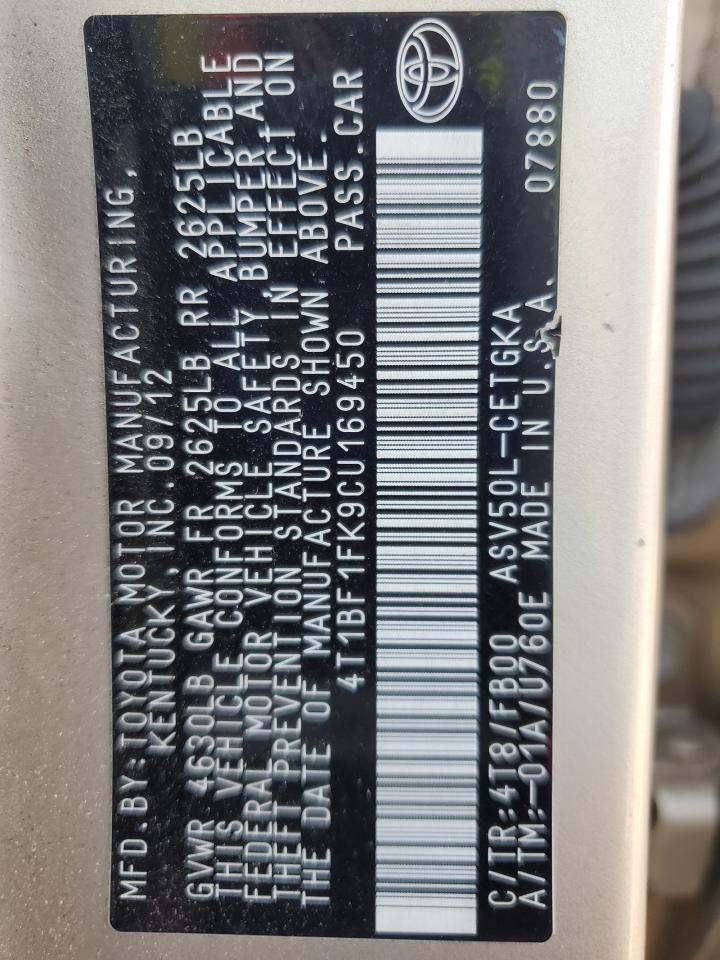 MFD.BY:TOYOTA MOTOR MANUFACTURING,
KENTUCKY,INC.09/12
GVWR 4630LB GAWR FR 2625LB RR 2625LB
THIS VEHICLE CONFORMS TO ALL APPLICABLE
FEDERAL MOTOR VEHICLE SAFETY,BUMPER,AND
THEFT PREVENTION STANDARDS IN EFFECT ON
THE DATE OF MANUFACTURE SHOWN ABOVE.
4T1BF1FK9CU169450 PASS.CAR
C/TR:4T8/FB00 ASV50L-CETGKA
A/TM:-01A/U760E MADE IN U.S.A. 07880